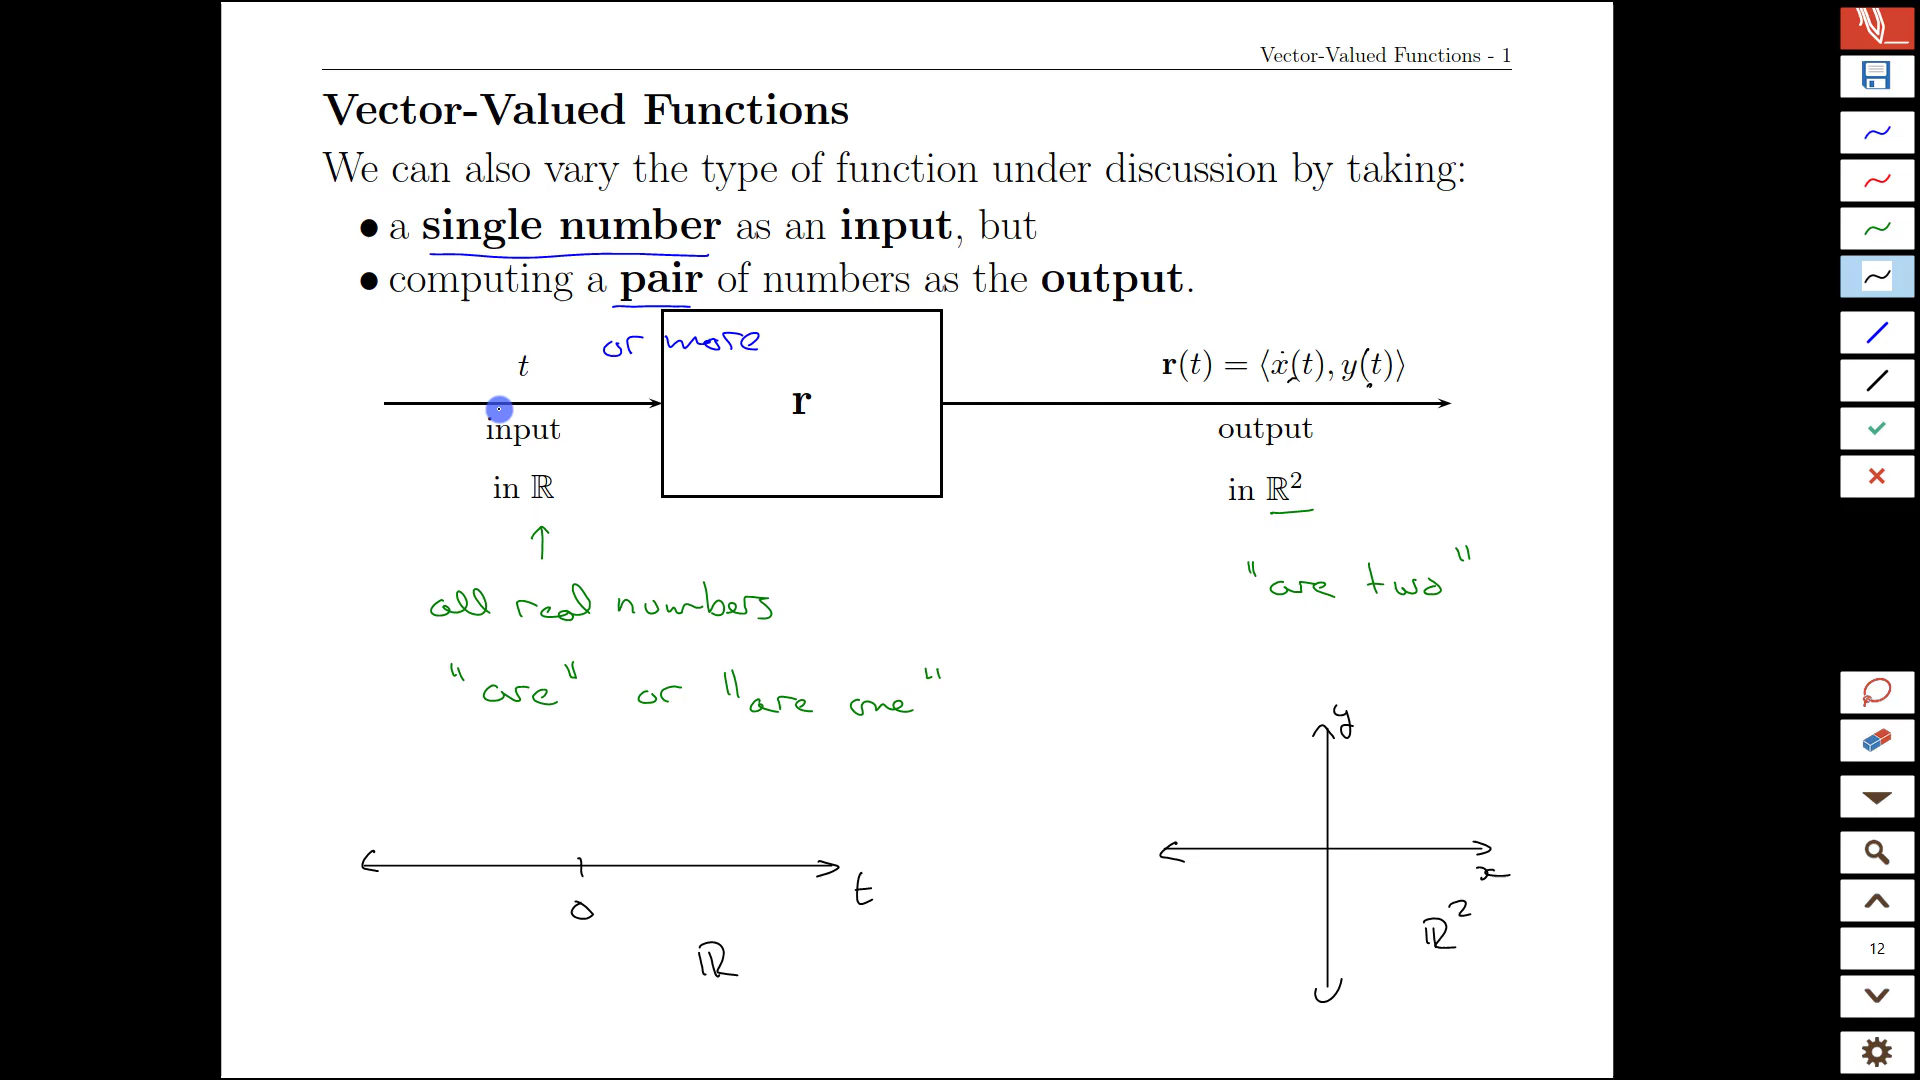 Vector-Valued Functions - 1
Vector-Valued Functions
We can also vary the type of function under discussion by taking:
• a single number as an input, but
• computing a pair of numbers as the output.
or more
t
r
r(t) = ⟨x(t), y(t)⟩
input
output
in ℝ
in ℝ²
all real numbers
"are two"
"are" or "are one"
y
x
0
t
ℝ²
ℝ
12